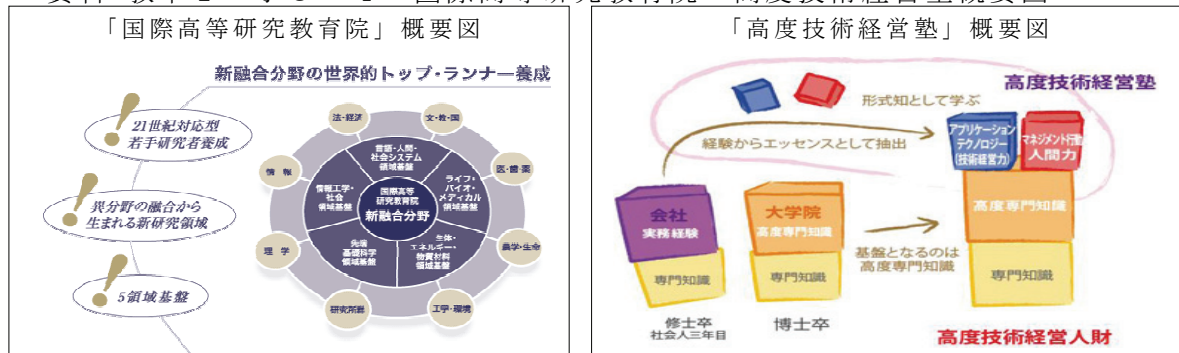 「国際高等研究教育院」概要図
新融合分野の世界的トップ・ランナー養成
21世紀対応型
若手研究者養成
異分野の融合から
生まれる新研究領域
5領域基盤
法・経済
文・教・国
医・歯・薬
農学・生命
工学・環境
研究所群
理 学
情 報
言語・人間・
社会システム
領域基盤
ライフ・
バイオ・
メディカル
領域基盤
生体・
エネルギー・
物質材料
領域基盤
先端
基礎科学
領域基盤
情報工学・
社会
領域基盤
国際高等
研究教育院
新融合分野
「高度技術経営塾」概要図
高度技術経営塾
形式知として学ぶ
経験からエッセンスとして抽出
アプリケーション
テクノロジー
(技術経営力)
マネジメント行動
人間力
会社
実務経験
専門知識
修士卒
社会人三年目
大学院
高度専門知識
専門知識
博士卒
基盤となるのは
高度専門知識
高度専門知識
専門知識
高度技術経営人財